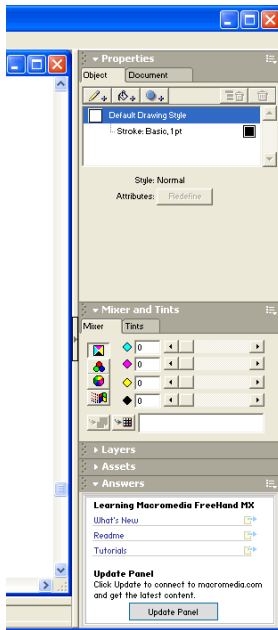 Properties
Object Document
Default Drawing Style
Stroke: Basic, 1pt
Style: Normal
Attributes: Redefine
Mixer and Tints
Mixer Tints
0
0
0
0
Layers
Assets
Answers
Learning Macromedia FreeHand MX
What's New
Readme
Tutorials
Update Panel
Click Update to connect to macromedia.com
and get the latest content.
Update Panel